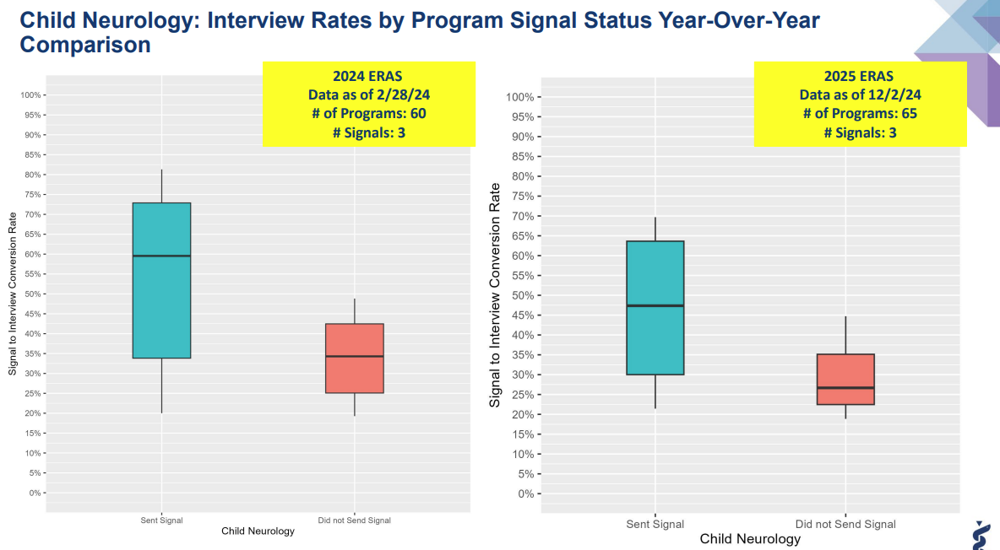 Child Neurology: Interview Rates by Program Signal Status Year-Over-Year
Comparison
2024 ERAS
Data as of 2/28/24
# of Programs: 60
# Signals: 3
Signal to Interview Conversion Rate
100%
95%
90%
85%
80%
75%
70%
65%
60%
55%
50%
45%
40%
35%
30%
25%
20%
15%
10%
5%
0%
Sent Signal
Did not Send Signal
Child Neurology
2025 ERAS
Data as of 12/2/24
# of Programs: 65
# Signals: 3
Signal to Interview Conversion Rate
100%
95%
90%
85%
80%
75%
70%
65%
60%
55%
50%
45%
40%
35%
30%
25%
20%
15%
10%
5%
0%
Sent Signal
Did not Send Signal
Child Neurology